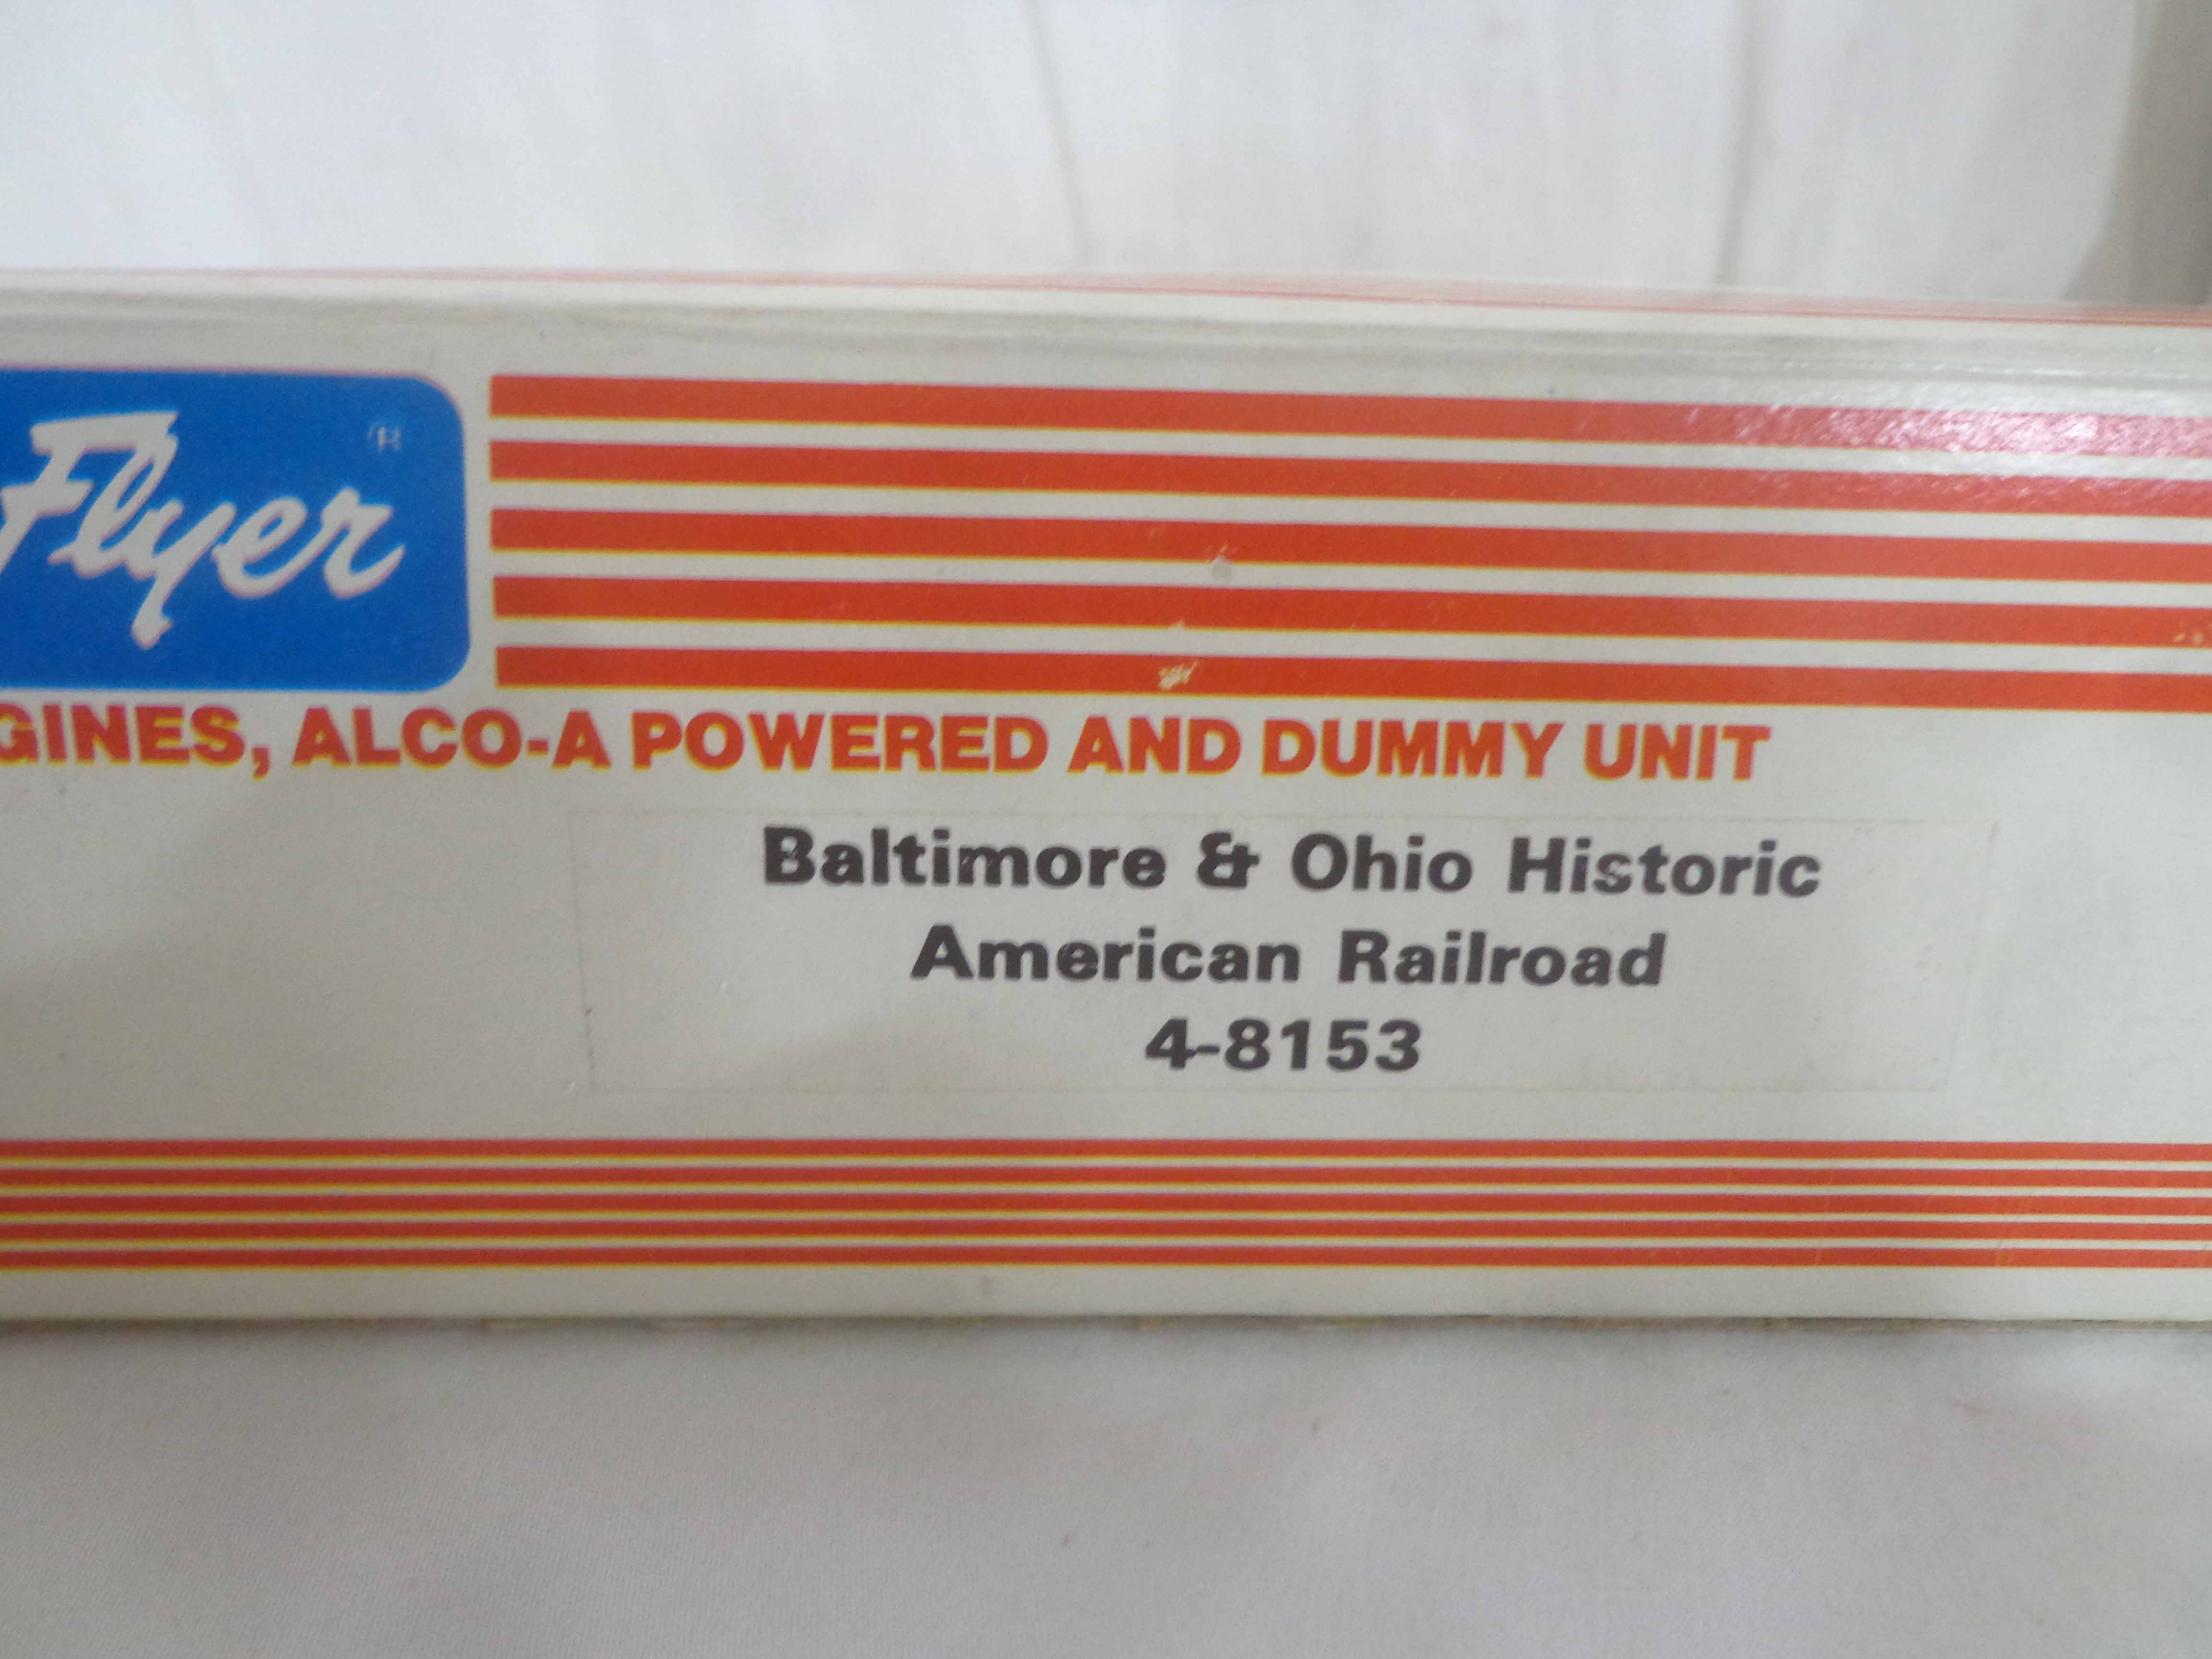 Flyer ®
GINES, ALCO-A POWERED AND DUMMY UNIT
Baltimore & Ohio Historic
American Railroad
4-8153